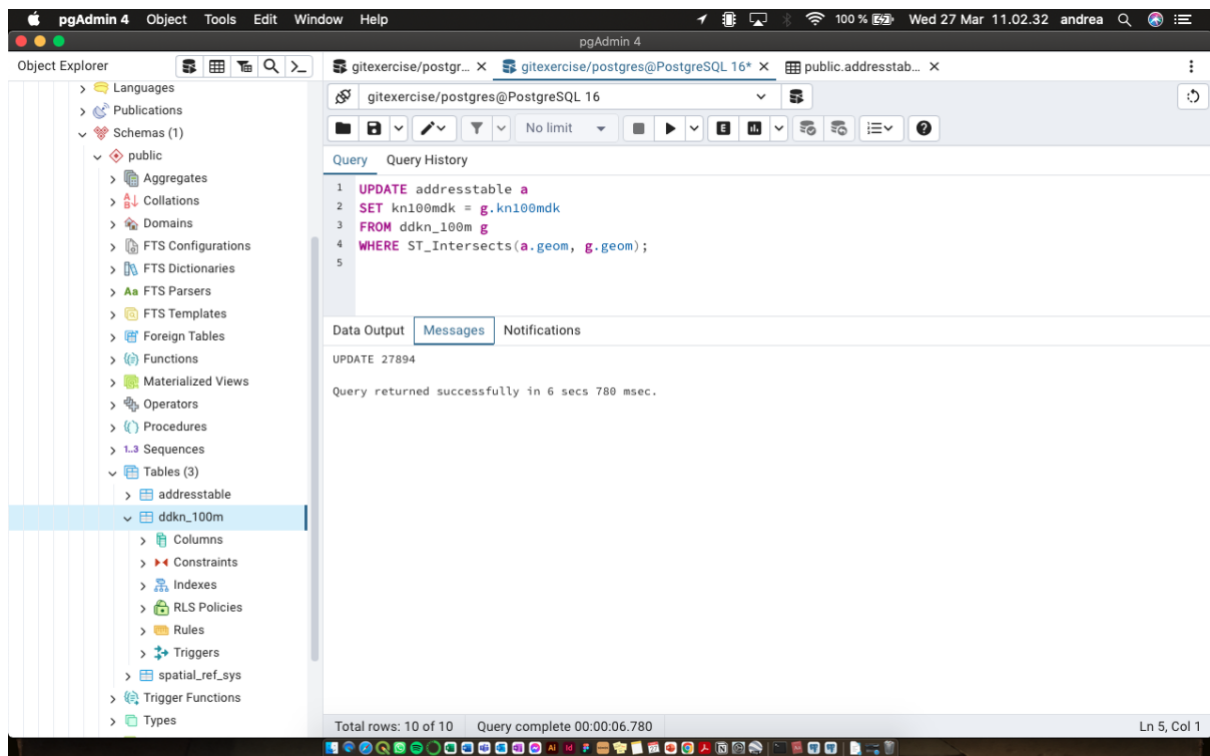 pgAdmin 4 Object Tools Edit Window Help 100 % Wed 27 Mar 11.02.32 andrea
pgAdmin 4
Object Explorer
gitexercise/postgr... gitexercise/postgres@PostgreSQL 16* public.addresstab...
Languages
Publications
Schemas (1)
public
Aggregates
Collations
Domains
FTS Configurations
FTS Dictionaries
Aa FTS Parsers
FTS Templates
Foreign Tables
Functions
Materialized Views
Operators
Procedures
1..3 Sequences
Tables (3)
addresstable
ddkn_100m
Columns
Constraints
Indexes
RLS Policies
Rules
Triggers
spatial_ref_sys
Trigger Functions
Types
gitexercise/postgres@PostgreSQL 16
No limit
E
Query Query History
1 UPDATE addresstable a
2 SET kn100mdk = g.kn100mdk
3 FROM ddkn_100m g
4 WHERE ST_Intersects(a.geom, g.geom);
5
Data Output Messages Notifications
UPDATE 27894
Query returned successfully in 6 secs 780 msec.
Total rows: 10 of 10 Query complete 00:00:06.780 Ln 5, Col 1